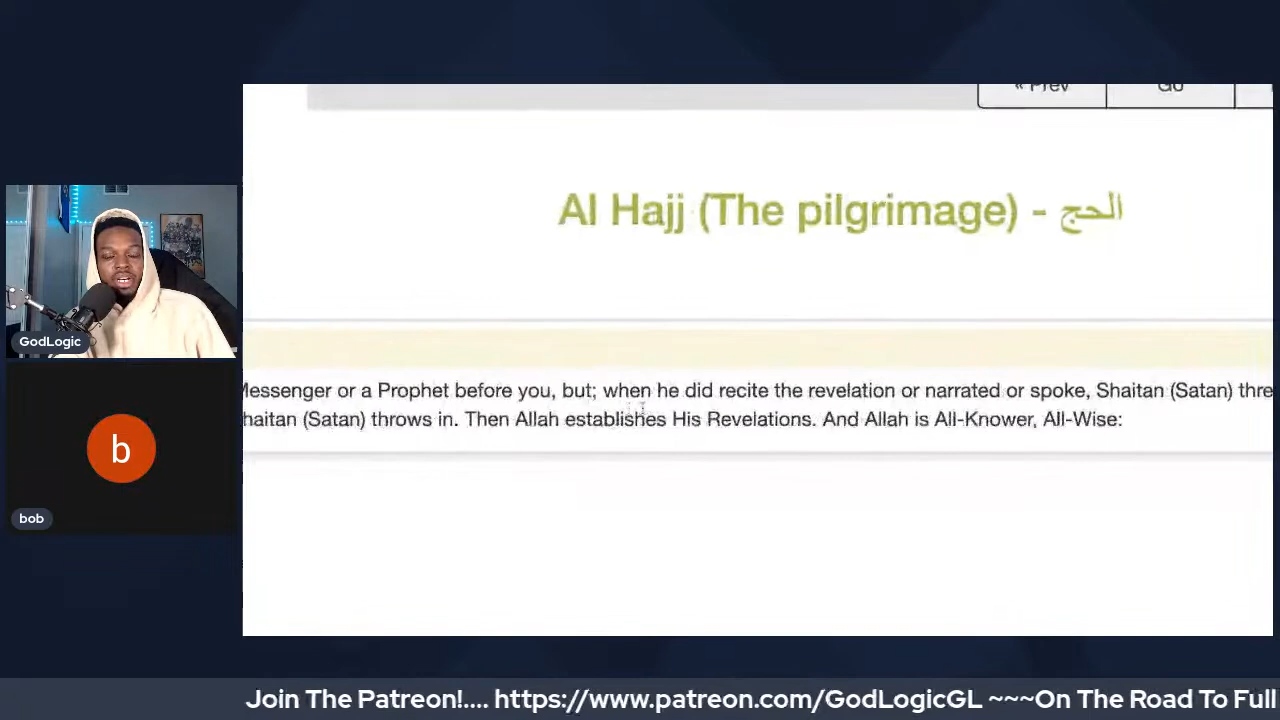 « Prev Go
Al Hajj (The pilgrimage) - الحج
Messenger or a Prophet before you, but; when he did recite the revelation or narrated or spoke, Shaitan (Satan) thre
haitan (Satan) throws in. Then Allah establishes His Revelations. And Allah is All-Knower, All-Wise:
GodLogic
b
bob
Join The Patreon!.... https://www.patreon.com/GodLogicGL ~~~On The Road To Full